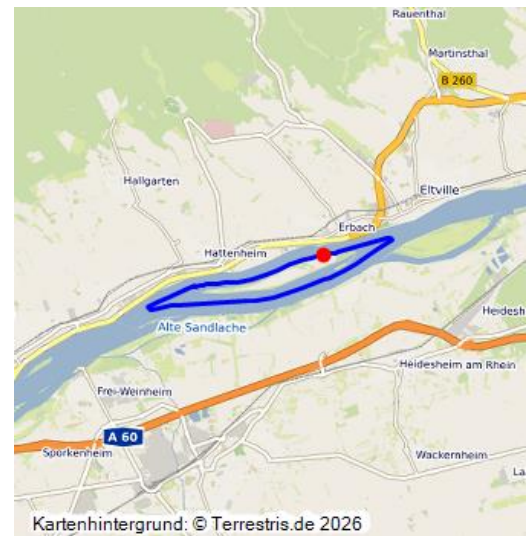 Rauenthal
Martinsthal
B 260
Hallgarten
Eltville
Erbach
Hattenheim
Alte Sandlache
Heidesh
Heidesheim am Rhein
Frei-Weinheim
A 60
Sporkenheim
Wackernheim
La
Kartenhintergrund: © Terrestris.de 2026